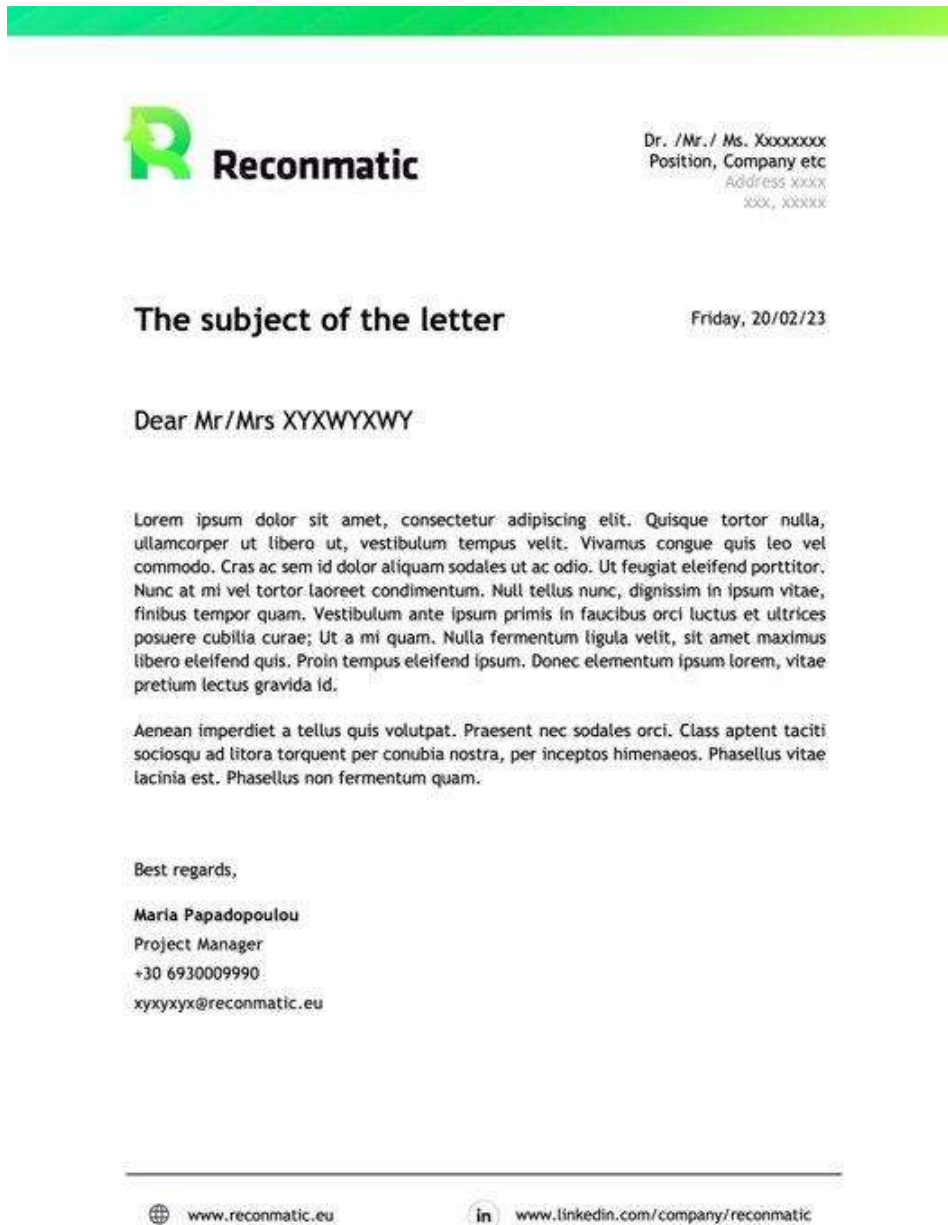 Reconmatic
Dr. /Mr./ Ms. Xxxxxxxx
Position, Company etc
Address xxxx
xxx, xxxxx
The subject of the letter
Friday, 20/02/23
Dear Mr/Mrs XYXWYXWY
Lorem ipsum dolor sit amet, consectetur adipiscing elit. Quisque tortor nulla,
ullamcorper ut libero ut, vestibulum tempus velit. Vivamus congue quis leo vel
commodo. Cras ac sem id dolor aliquam sodales ut ac odio. Ut feugiat eleifend porttitor.
Nunc at mi vel tortor laoreet condimentum. Null tellus nunc, dignissim in ipsum vitae,
finibus tempor quam. Vestibulum ante ipsum primis in faucibus orci luctus et ultrices
posuere cubilia curae; Ut a mi quam. Nulla fermentum ligula velit, sit amet maximus
libero eleifend quis. Proin tempus eleifend ipsum. Donec elementum ipsum lorem, vitae
pretium lectus gravida id.
Aenean imperdiet a tellus quis volutpat. Praesent nec sodales orci. Class aptent taciti
sociosqu ad litora torquent per conubia nostra, per inceptos himenaeos. Phasellus vitae
lacinia est. Phasellus non fermentum quam.
Best regards,
Maria Papadopoulou
Project Manager
+30 6930009990
xyxyxyx@reconmatic.eu
www.reconmatic.eu
in www.linkedin.com/company/reconmatic